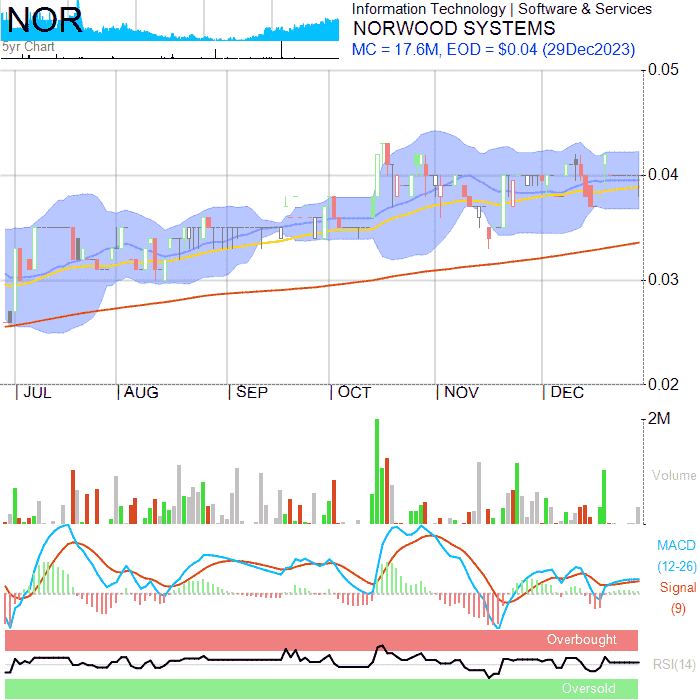 NOR
Information Technology | Software & Services
NORWOOD SYSTEMS
5yr Chart
MC = 17.6M, EOD = $0.04 (29Dec2023)
0.05
0.04
0.03
0.02
JUL AUG SEP OCT NOV DEC
2M
Volume
MACD
(12-26)
Signal
(9)
Overbought
RSI(14)
Oversold